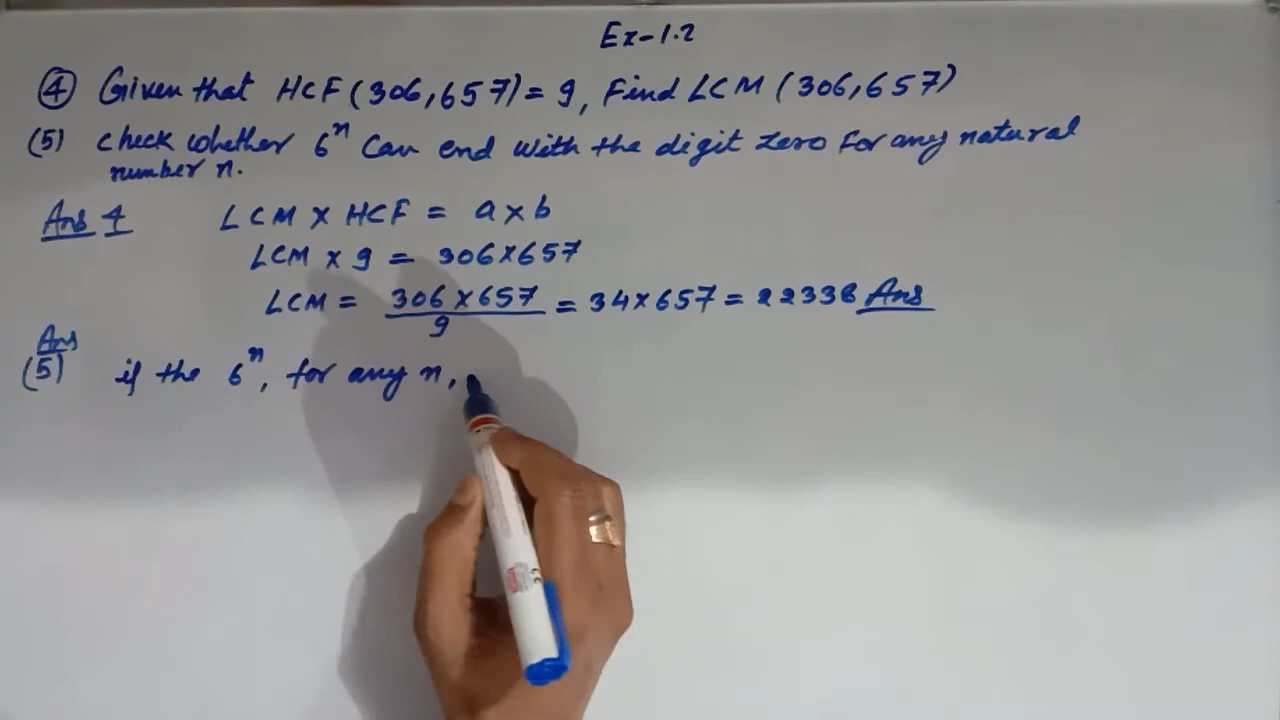 Ex-1.2
④ Given that HCF(306,657)=9, Find LCM (306,657)
(5) Check whether 6ⁿ Can end with the digit zero for any natural
number n.
Ans 4 LCM × HCF = a×b
LCM × 9 = 306×657
LCM = 306×657/9 = 34×657 = 22338 Ans
Ans
(5) if the 6ⁿ, for any n,